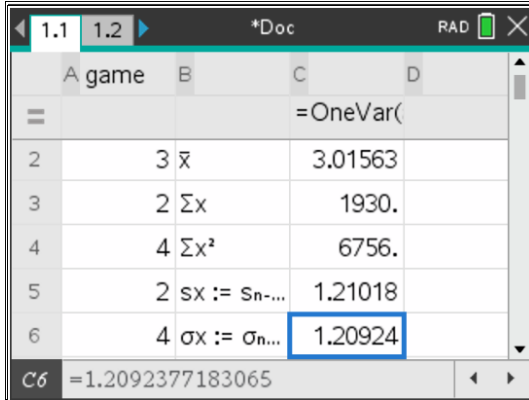 1.1 1.2 *Doc RAD
A game B C D
= =OneVar(
2 3 x̄ 3.01563
3 2 Σx 1930.
4 4 Σx² 6756.
5 2 sx := sn-... 1.21018
6 4 σx := σn... 1.20924
C6 =1.2092377183065